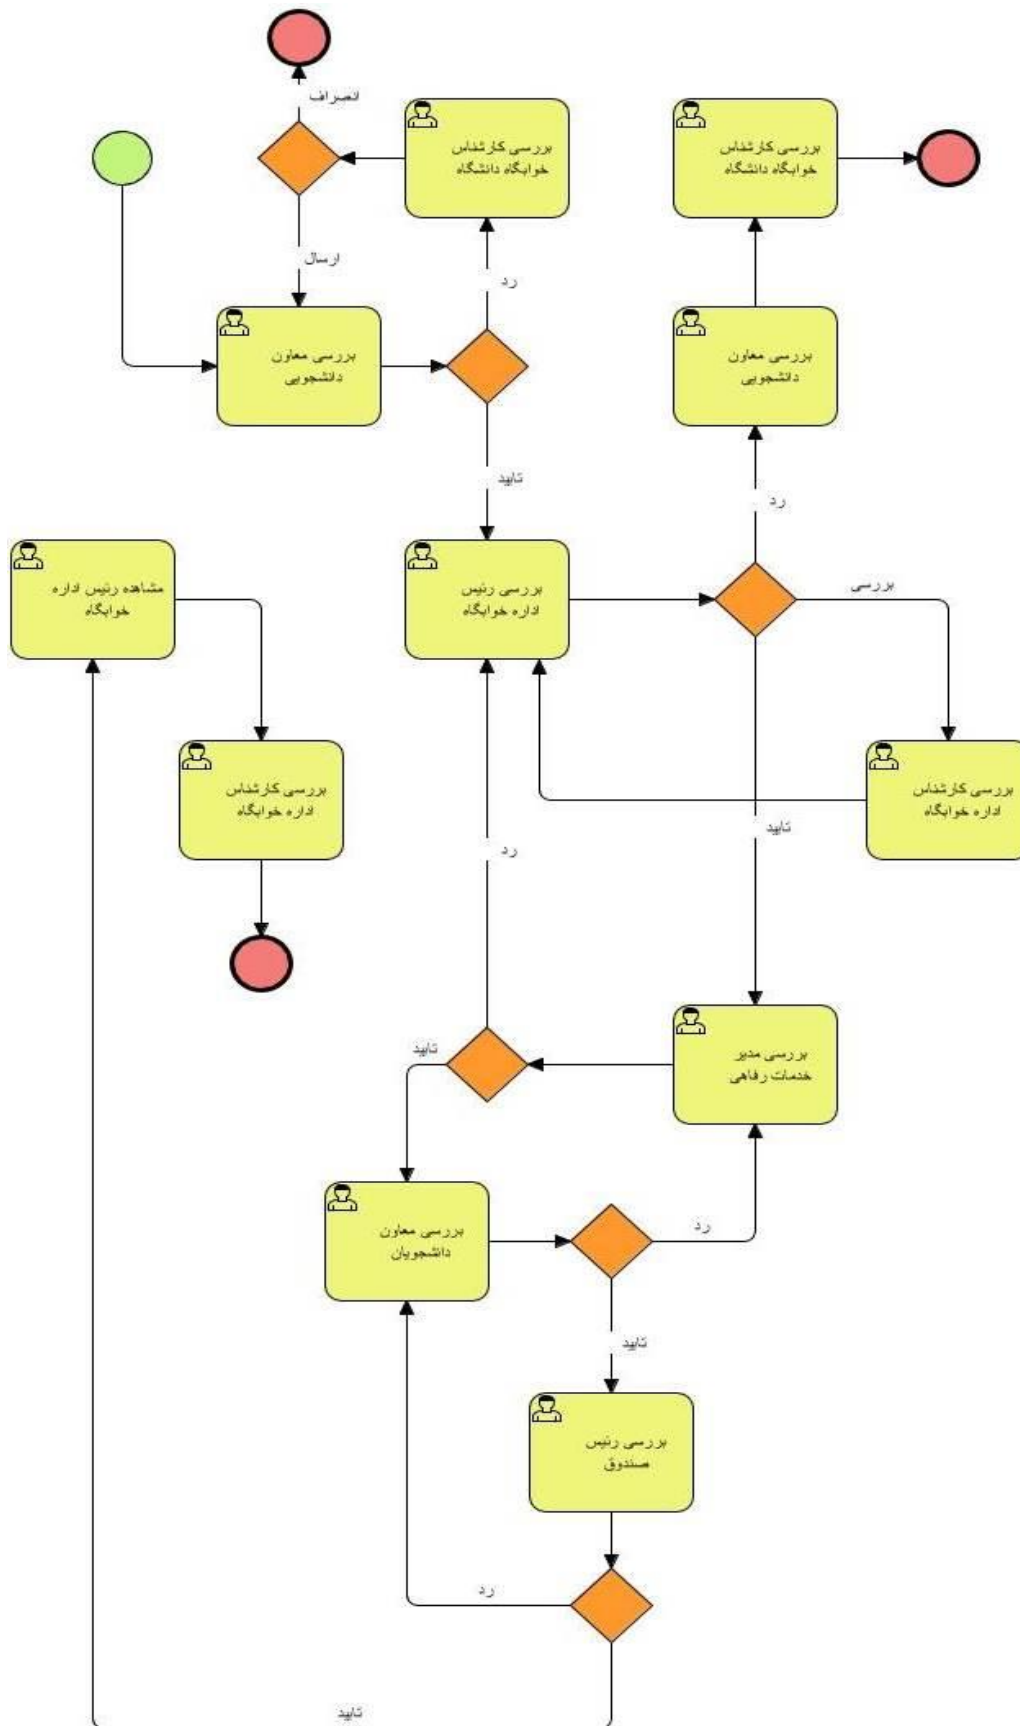 انصراف
بررسی کارشناس
خوابگاه دانشگاه
بررسی کارشناس
خوابگاه دانشگاه
ارسال
رد
بررسی معاون
دانشجویی
بررسی معاون
دانشجویی
تایید
رد
مشاهده رئیس اداره
خوابگاه
بررسی رئیس
اداره خوابگاه
بررسی
بررسی کارشناس
اداره خوابگاه
بررسی کارشناس
اداره خوابگاه
تایید
رد
تایید
بررسی مدیر
خدمات رفاهی
بررسی معاون
دانشجویان
رد
تایید
بررسی رئیس
صندوق
رد
تایید